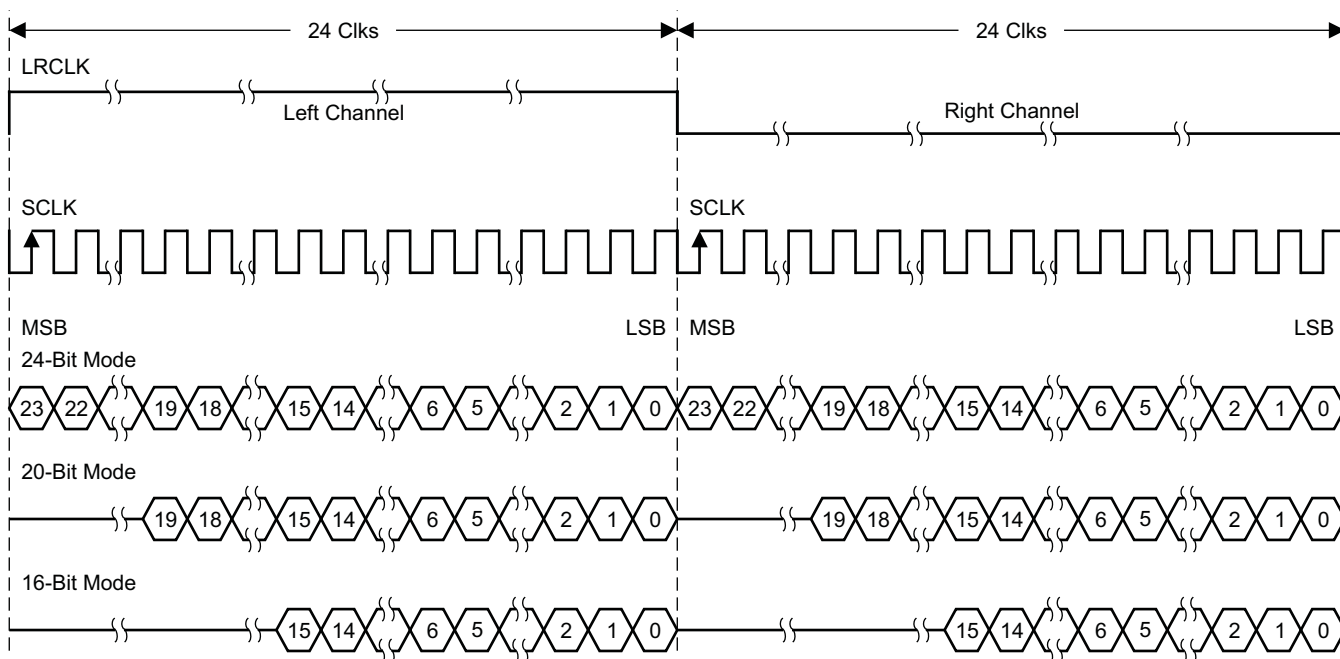 24 Clks 24 Clks
LRCLK
Left Channel Right Channel
SCLK SCLK
MSB LSB MSB LSB
24-Bit Mode
23 22 19 18 15 14 6 5 2 1 0 23 22 19 18 15 14 6 5 2 1 0
20-Bit Mode
19 18 15 14 6 5 2 1 0 19 18 15 14 6 5 2 1 0
16-Bit Mode
15 14 6 5 2 1 0 15 14 6 5 2 1 0